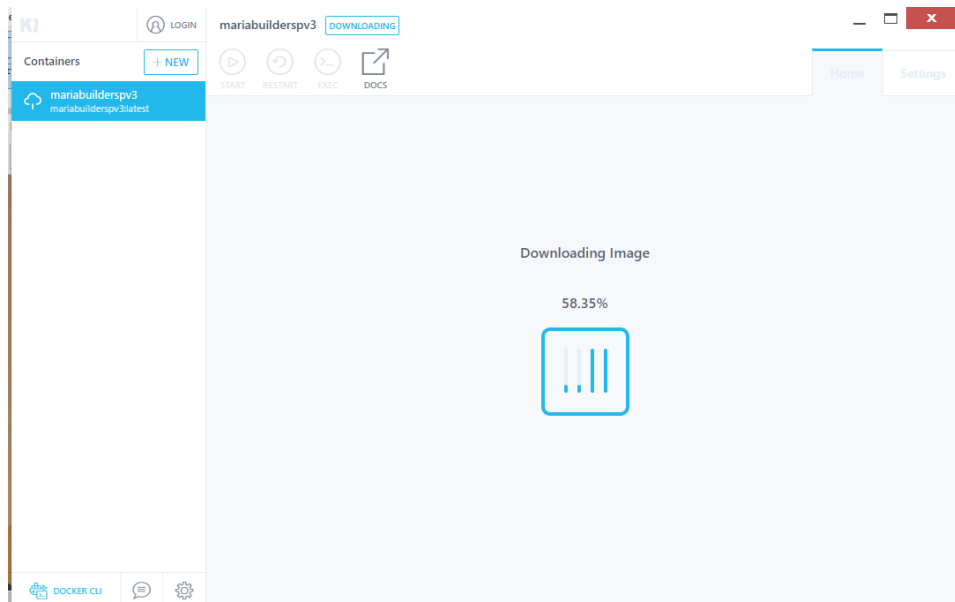 LOGIN
mariabuilderspv3 DOWNLOADING
Containers
+ NEW
START
RESTART
EXEC
DOCS
Home
Settings
mariabuilderspv3
mariabuilderspv3:latest
Downloading Image
58.35%
DOCKER CLI